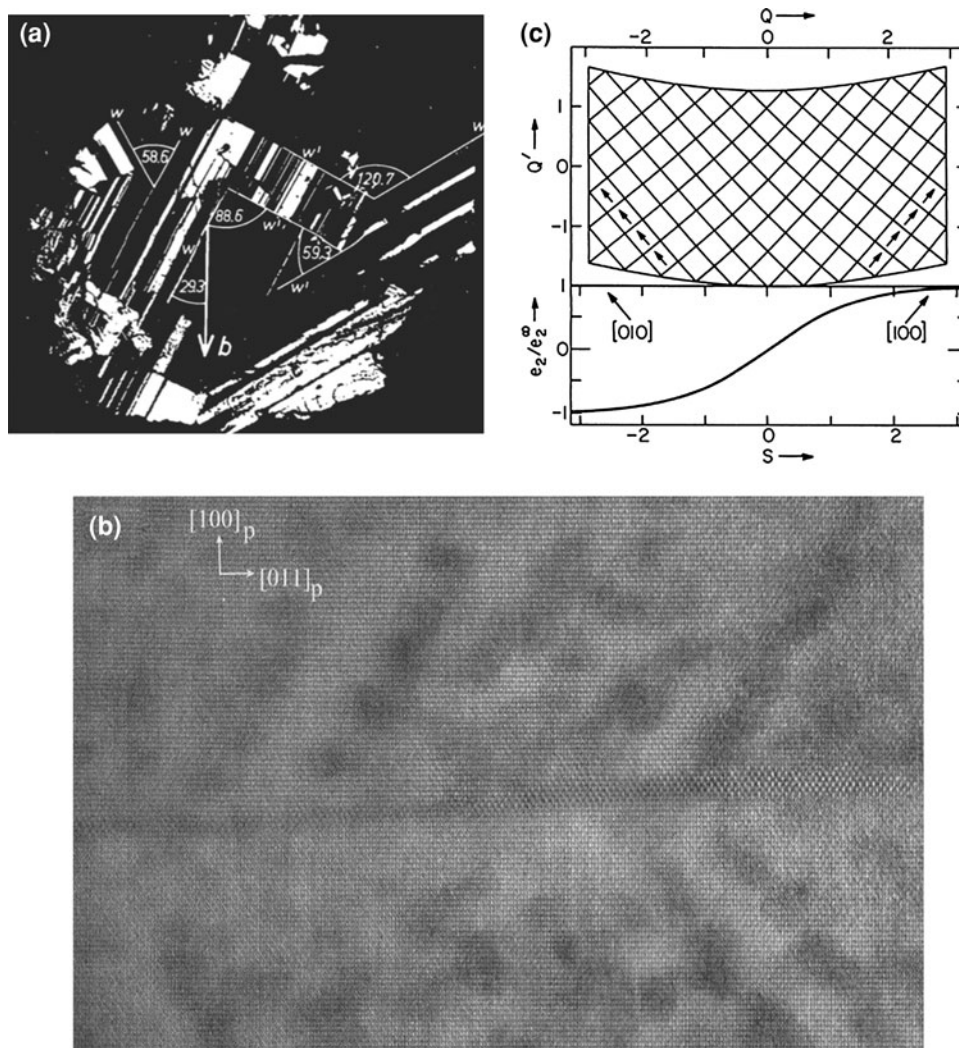 (a)
w
w
58.6
w'
w
120.7
88.6
w'
w
59.3
29.3
w'
b
(c)
Q →
-2 0 2
Q' →
1
0
-1
[010]
[100]
e₂/e₂^∞ →
1
0
-1
-2 0 2
S →
(b)
[100]p
[011]p